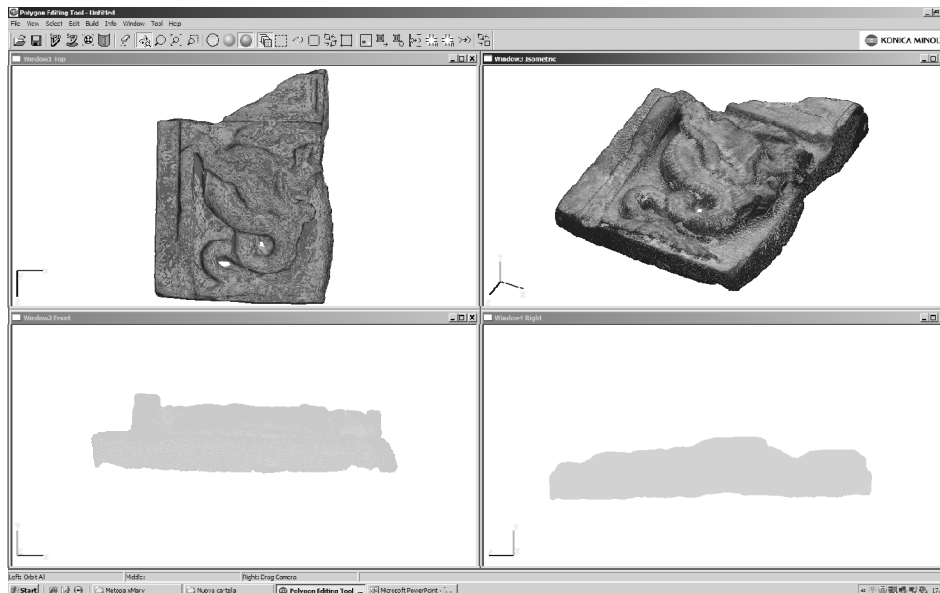 Polygon Editing Tool - Untitled
File View Select Edit Build Info Window Tool Help
KONICA MINOL
Window1 Top
Window3 Isometric
Window2 Front
Window4 Right
Left: Orbit All Middle: Right: Drag Camera
Start Metopa xMary Nuova cartella Polygon Editing Tool ... Microsoft PowerPoint - 17.